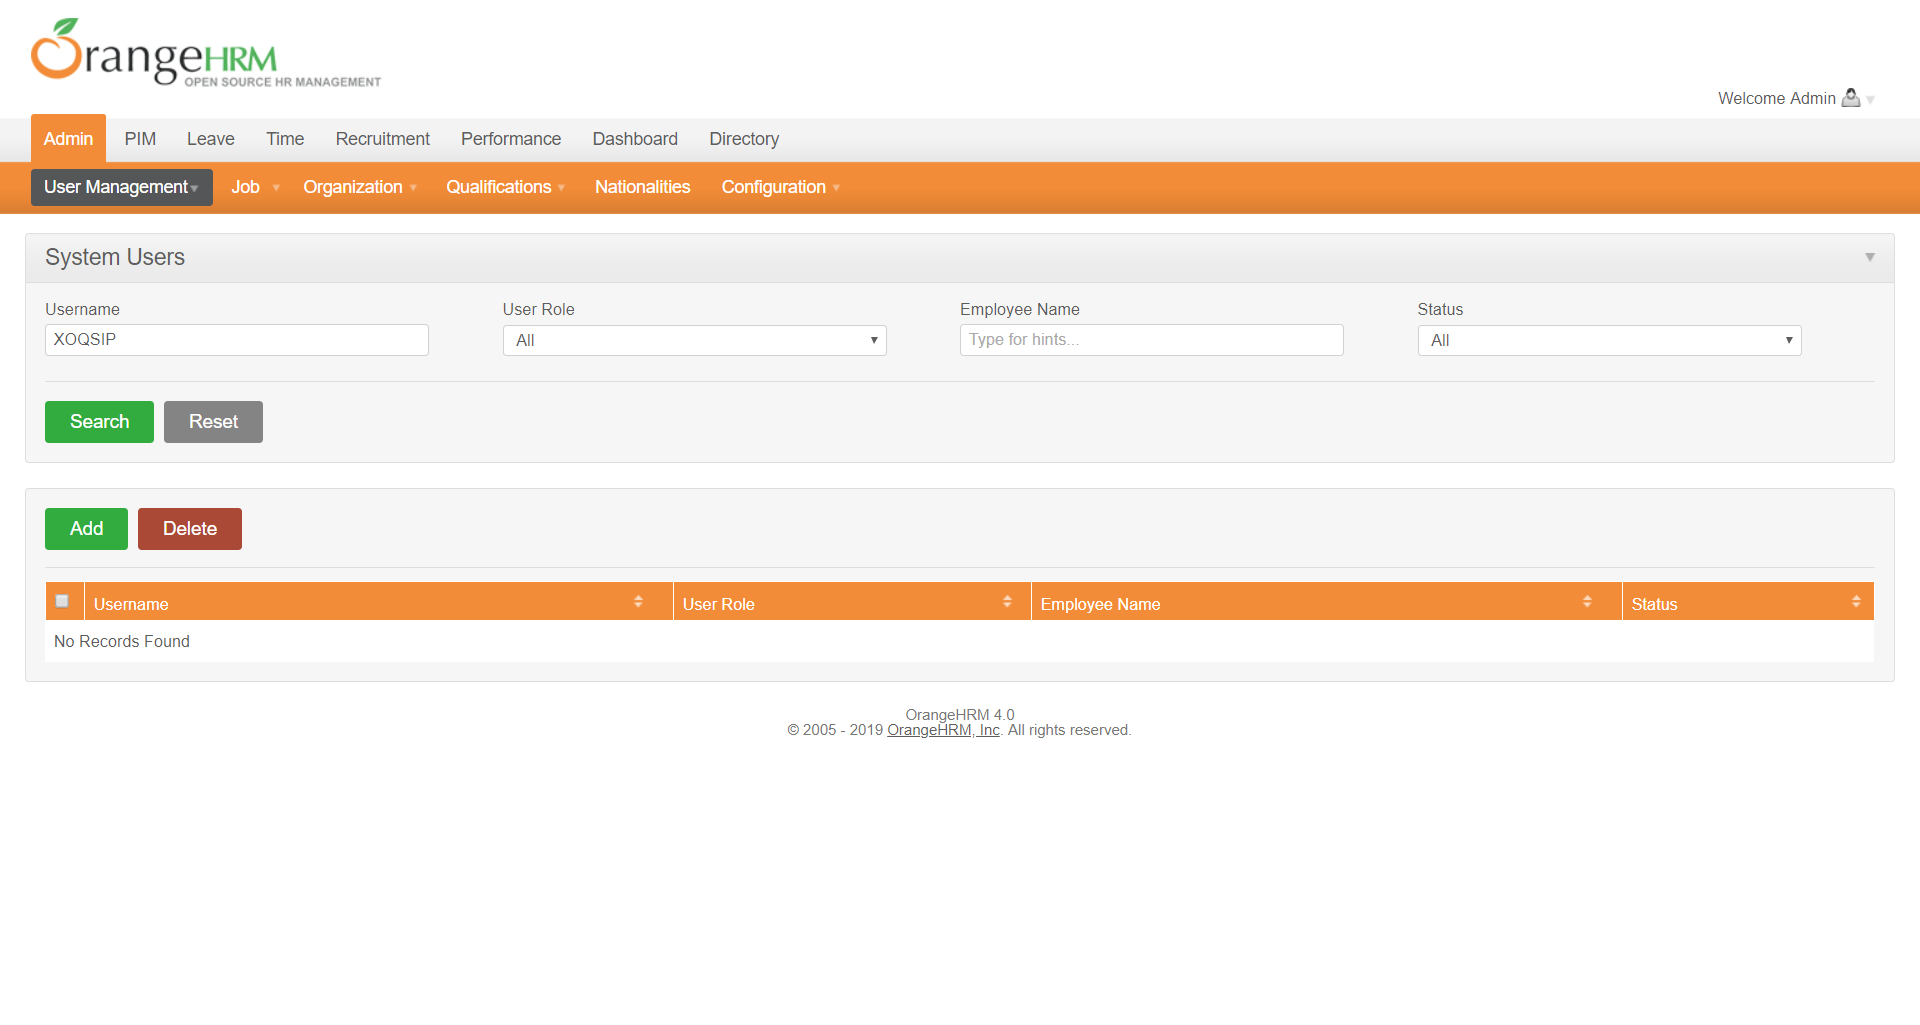 OrangeHRM
OPEN SOURCE HR MANAGEMENT
Welcome Admin
Admin PIM Leave Time Recruitment Performance Dashboard Directory
User Management Job Organization Qualifications Nationalities Configuration
System Users
Username User Role Employee Name Status
XOQSIP All Type for hints... All
Search Reset
Add Delete
Username User Role Employee Name Status
No Records Found
OrangeHRM 4.0
© 2005 - 2019 OrangeHRM, Inc. All rights reserved.